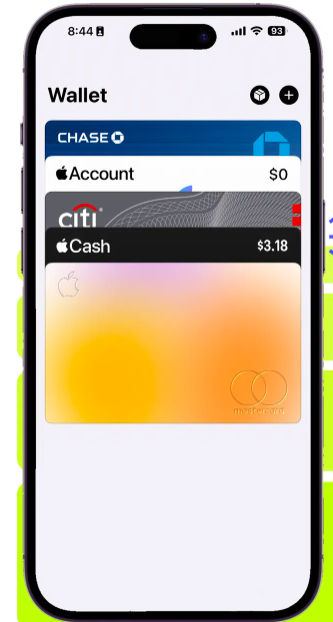 8:44 93
Wallet
CHASE
Account $0
citi
Cash $3.18
mastercard